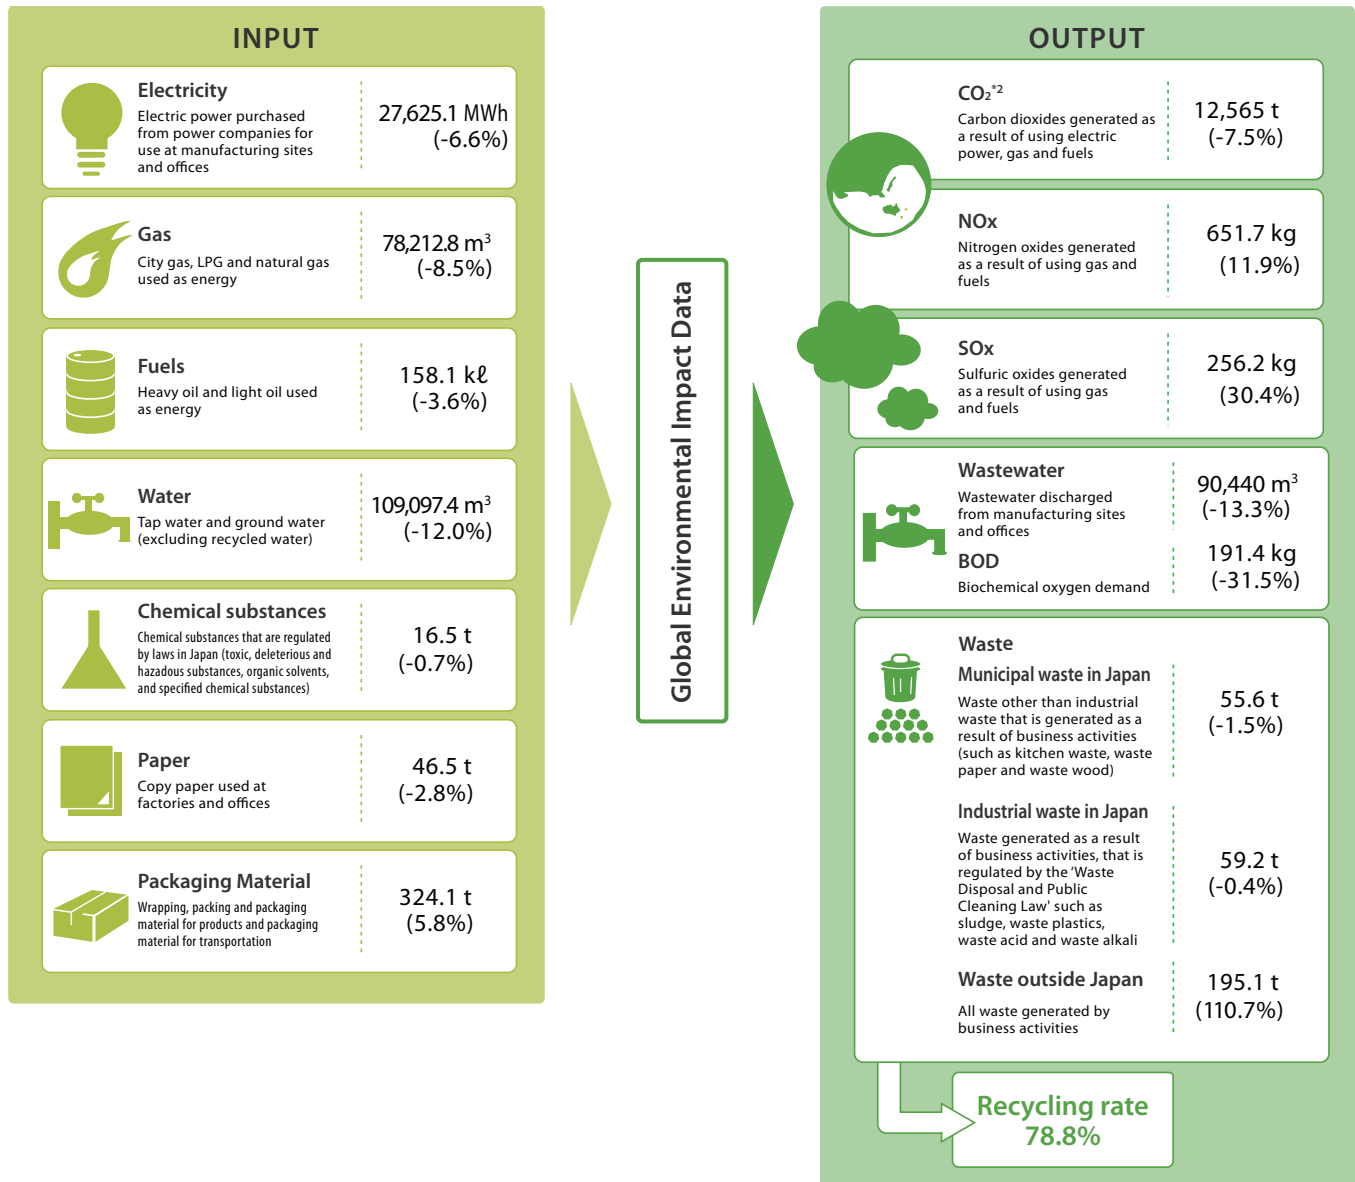 INPUT
Electricity
Electric power purchased
from power companies for
use at manufacturing sites
and offices
27,625.1 MWh
(-6.6%)
Gas
City gas, LPG and natural gas
used as energy
78,212.8 m³
(-8.5%)
Fuels
Heavy oil and light oil used
as energy
158.1 kℓ
(-3.6%)
Water
Tap water and ground water
(excluding recycled water)
109,097.4 m³
(-12.0%)
Chemical substances
Chemical substances that are regulated
by laws in Japan (toxic, deleterious and
hazadous substances, organic solvents,
and specified chemical substances)
16.5 t
(-0.7%)
Paper
Copy paper used at
factories and offices
46.5 t
(-2.8%)
Packaging Material
Wrapping, packing and packaging
material for products and packaging
material for transportation
324.1 t
(5.8%)
Global Environmental Impact Data
OUTPUT
CO₂*²
Carbon dioxides generated as
a result of using electric
power, gas and fuels
12,565 t
(-7.5%)
NOx
Nitrogen oxides generated
as a result of using gas and
fuels
651.7 kg
(11.9%)
SOx
Sulfuric oxides generated
as a result of using gas
and fuels
256.2 kg
(30.4%)
Wastewater
Wastewater discharged
from manufacturing sites
and offices
90,440 m³
(-13.3%)
BOD
Biochemical oxygen demand
191.4 kg
(-31.5%)
Waste
Municipal waste in Japan
Waste other than industrial
waste that is generated as a
result of business activities
(such as kitchen waste, waste
paper and waste wood)
55.6 t
(-1.5%)
Industrial waste in Japan
Waste generated as a result
of business activities, that is
regulated by the ‘Waste
Disposal and Public
Cleaning Law' such as
sludge, waste plastics,
waste acid and waste alkali
59.2 t
(-0.4%)
Waste outside Japan
All waste generated by
business activities
195.1 t
(110.7%)
Recycling rate
78.8%